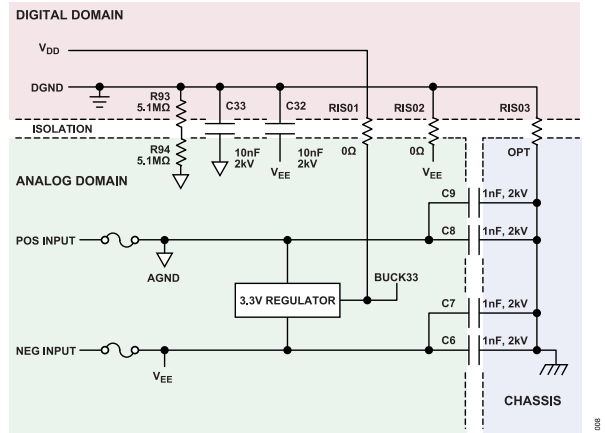 DIGITAL DOMAIN
VDD
DGND
R93
5.1MΩ
C33
C32
RIS01
RIS02
RIS03
ISOLATION
R94
5.1MΩ
10nF
2kV
VEE
10nF
2kV
0Ω
0Ω
VEE
OPT
ANALOG DOMAIN
C9
1nF, 2kV
C8
1nF, 2kV
POS INPUT
AGND
BUCK33
3.3V REGULATOR
C7
1nF, 2kV
C6
1nF, 2kV
NEG INPUT
VEE
CHASSIS
008